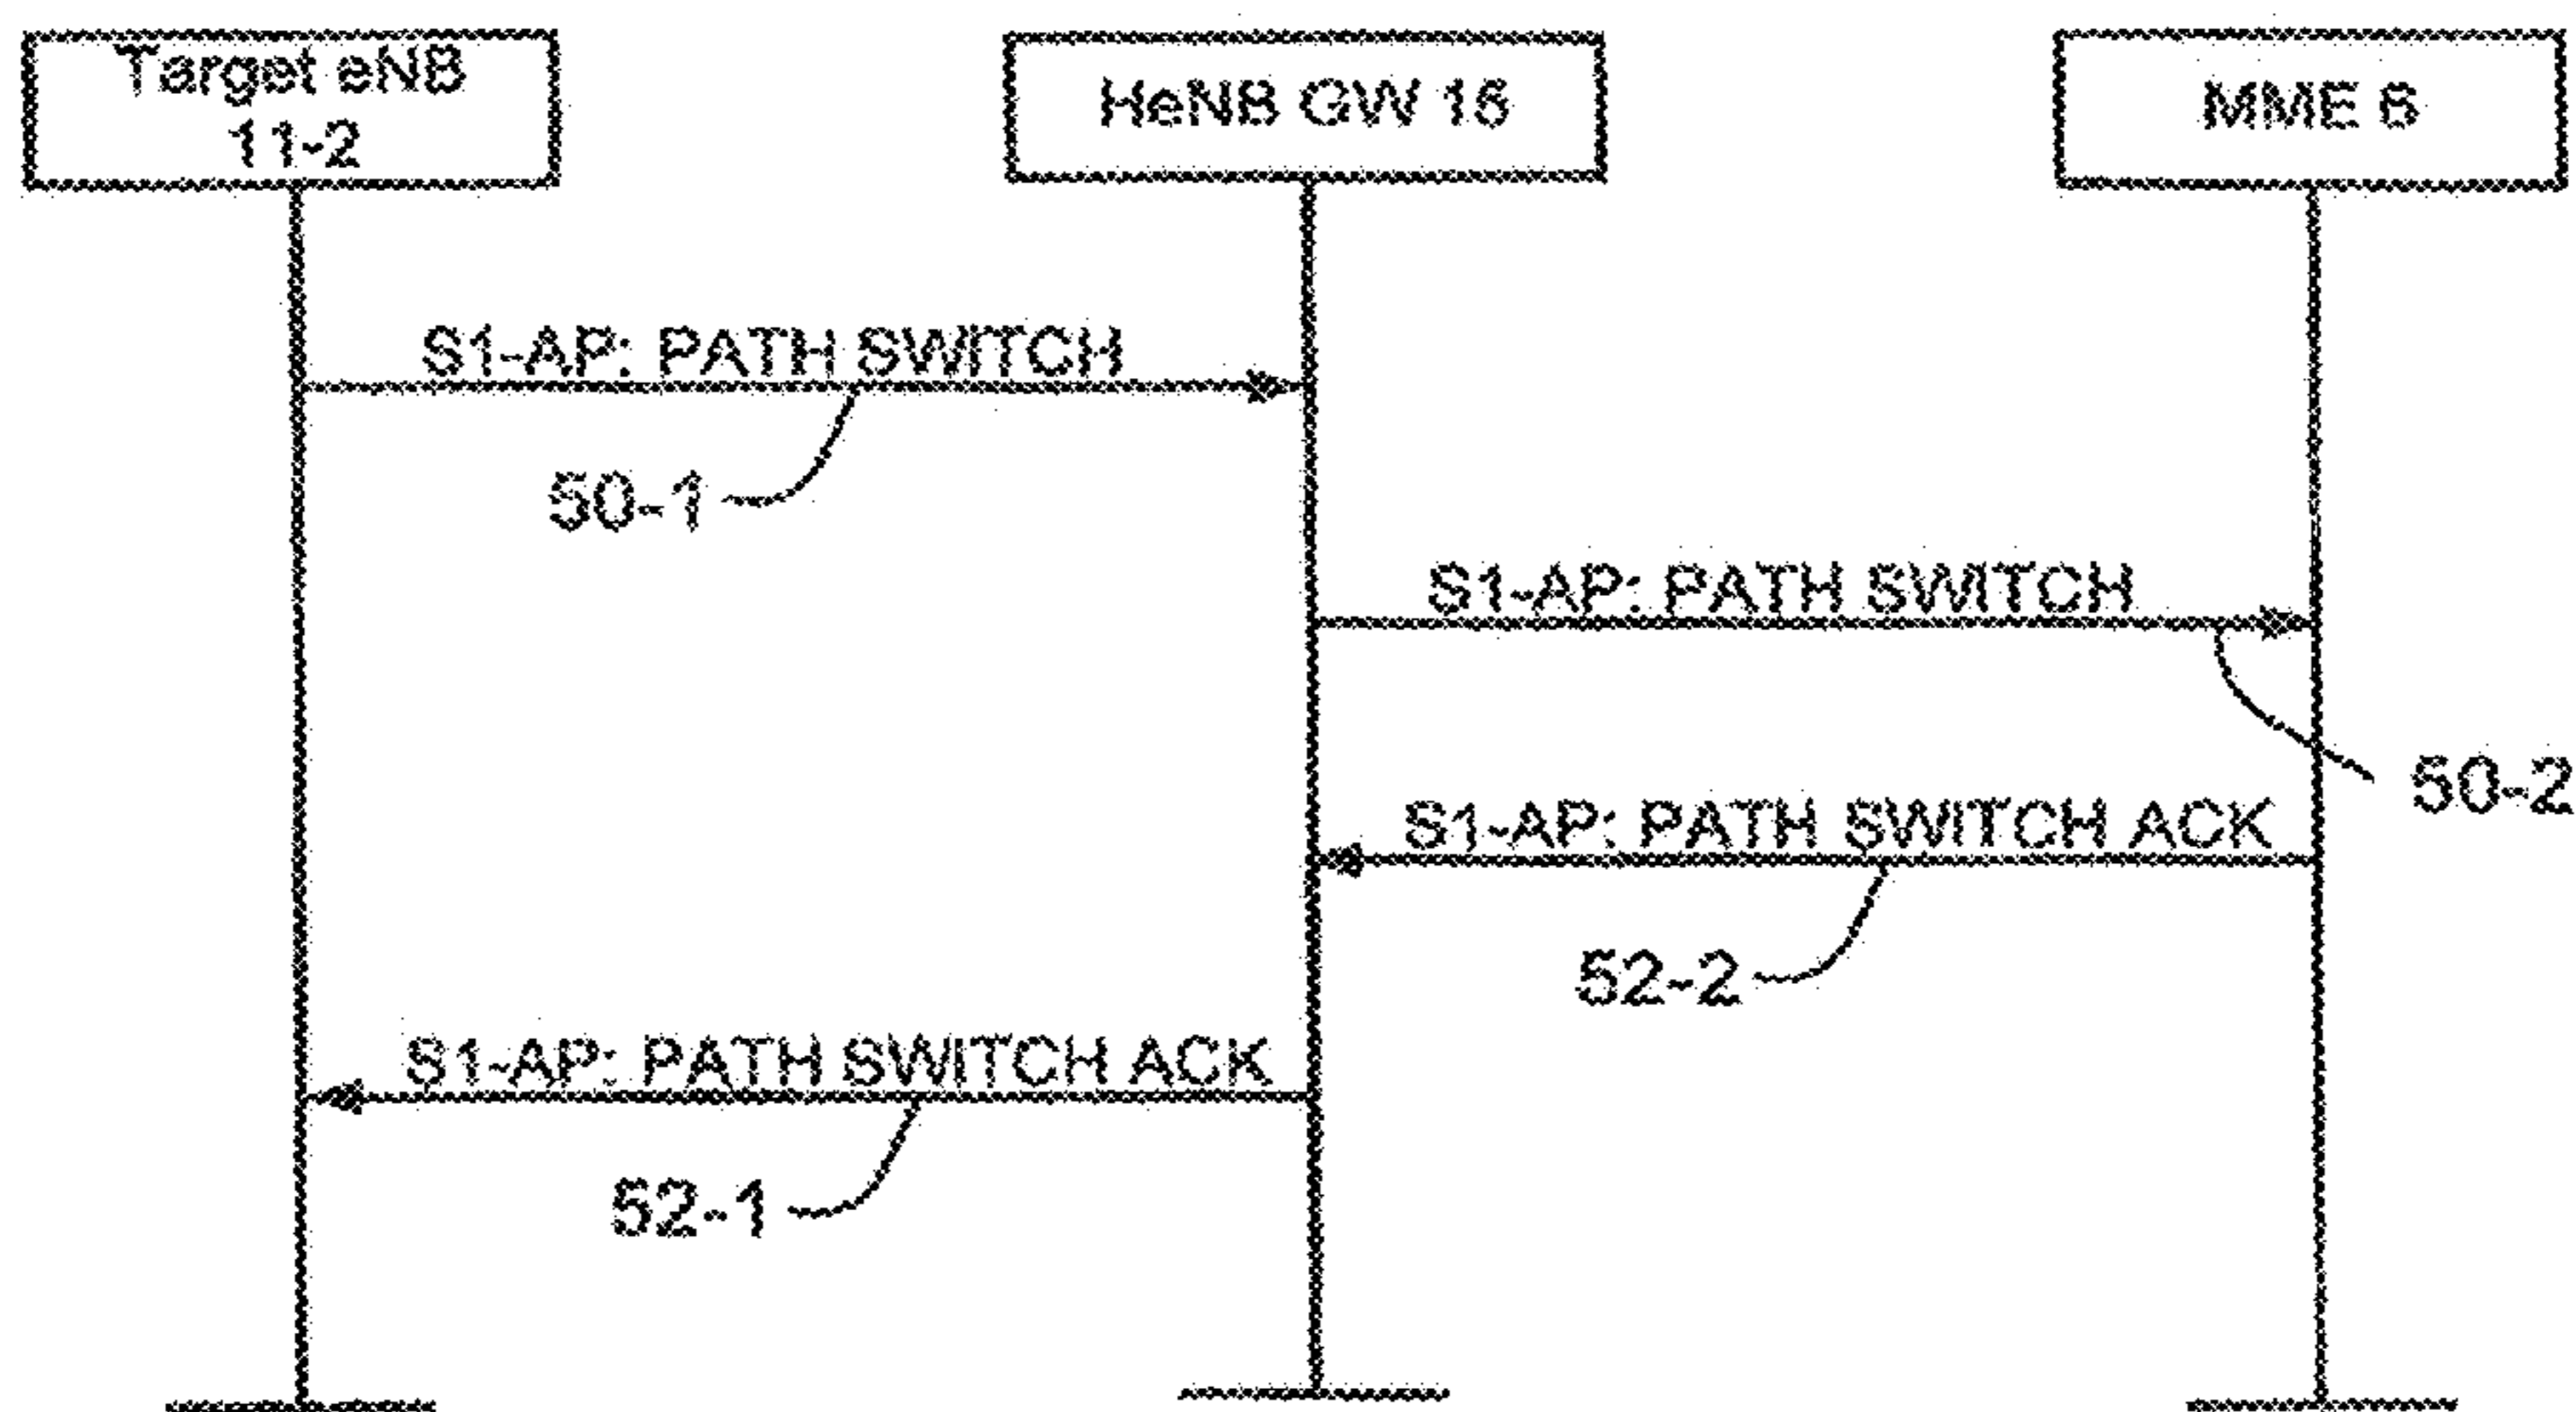 Target eNB
11-2
HeNB GW 16
MME 6
S1-AP: PATH SWITCH
50-1
S1-AP: PATH SWITCH
50-2
S1-AP: PATH SWITCH ACK
52-2
S1-AP: PATH SWITCH ACK
52-1